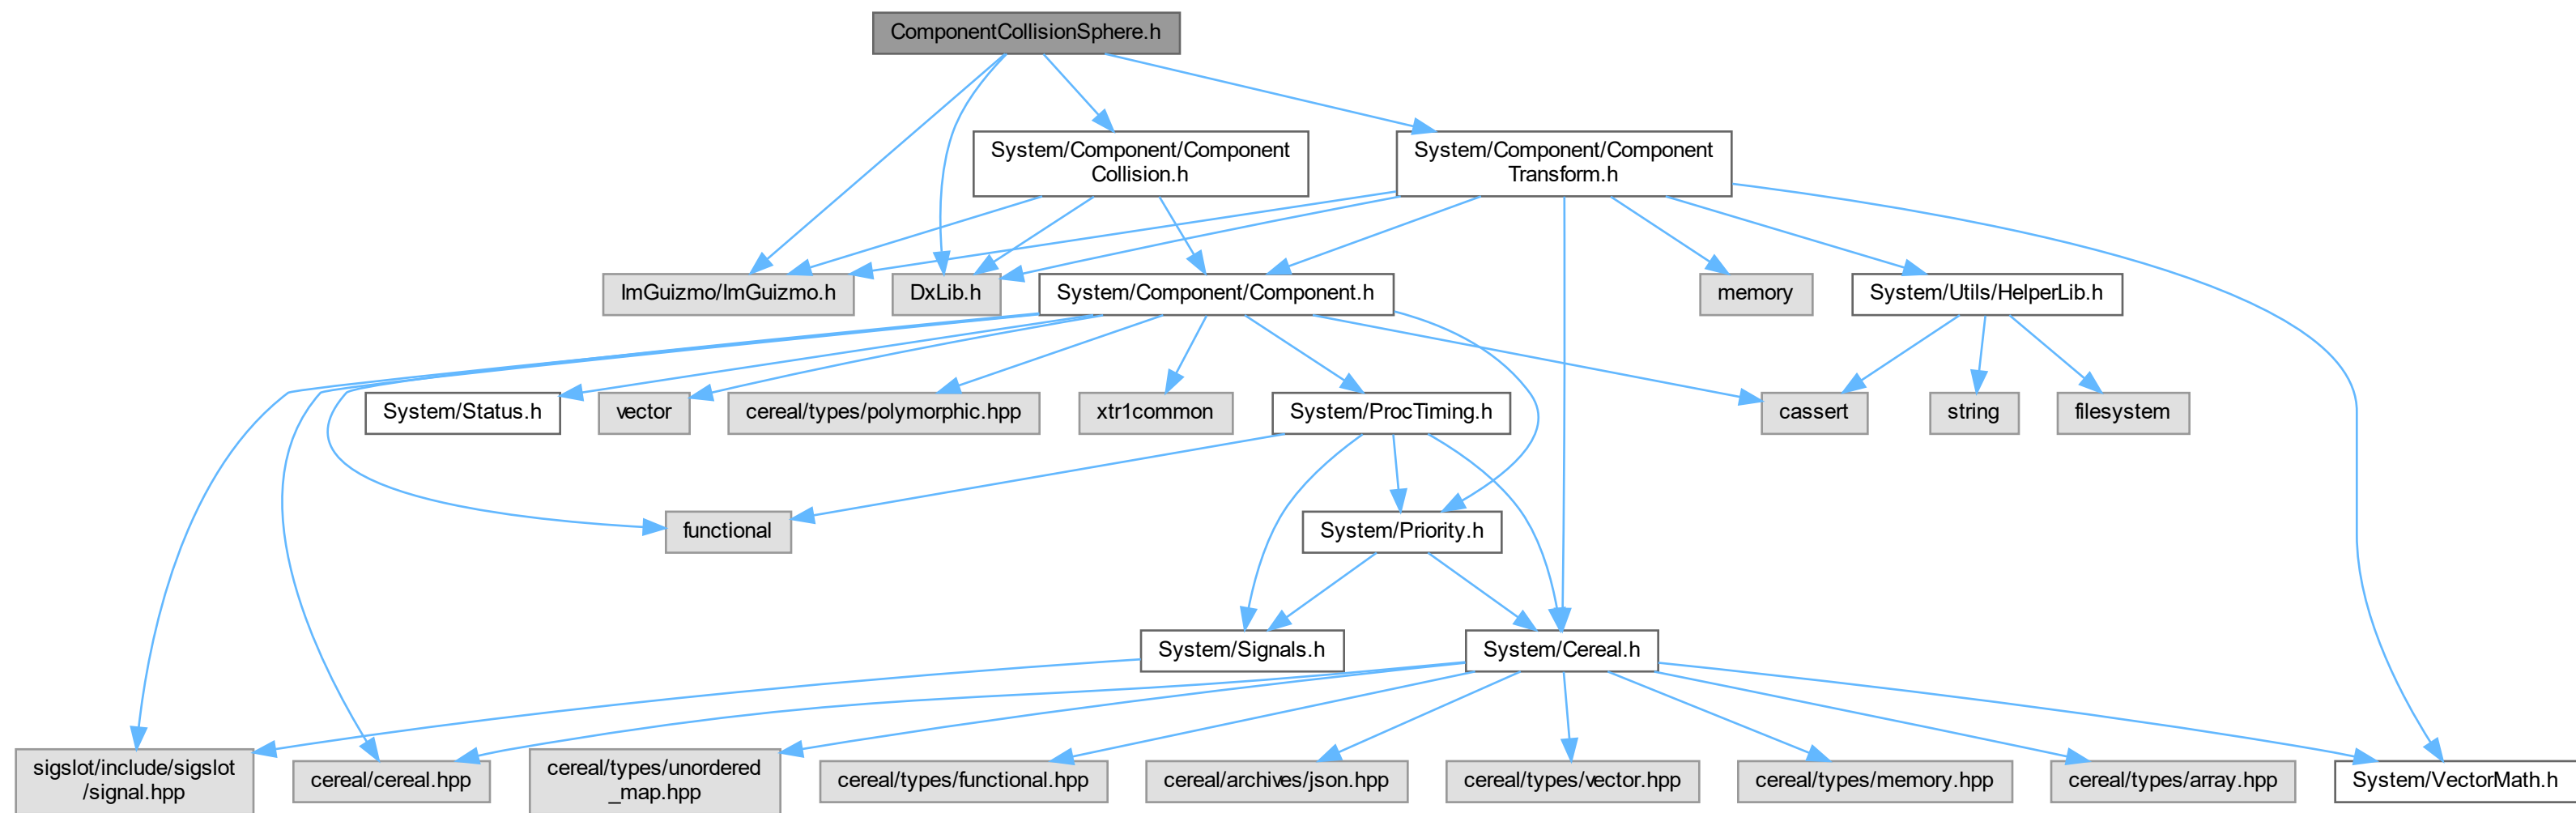 ComponentCollisionSphere.h
System/Component/Component
Collision.h
System/Component/Component
Transform.h
ImGuizmo/ImGuizmo.h
DxLib.h
System/Component/Component.h
memory
System/Utils/HelperLib.h
System/Status.h
vector
cereal/types/polymorphic.hpp
xtr1common
System/ProcTiming.h
cassert
string
filesystem
functional
System/Priority.h
System/Signals.h
System/Cereal.h
sigslot/include/sigslot
/signal.hpp
cereal/cereal.hpp
cereal/types/unordered
_map.hpp
cereal/types/functional.hpp
cereal/archives/json.hpp
cereal/types/vector.hpp
cereal/types/memory.hpp
cereal/types/array.hpp
System/VectorMath.h